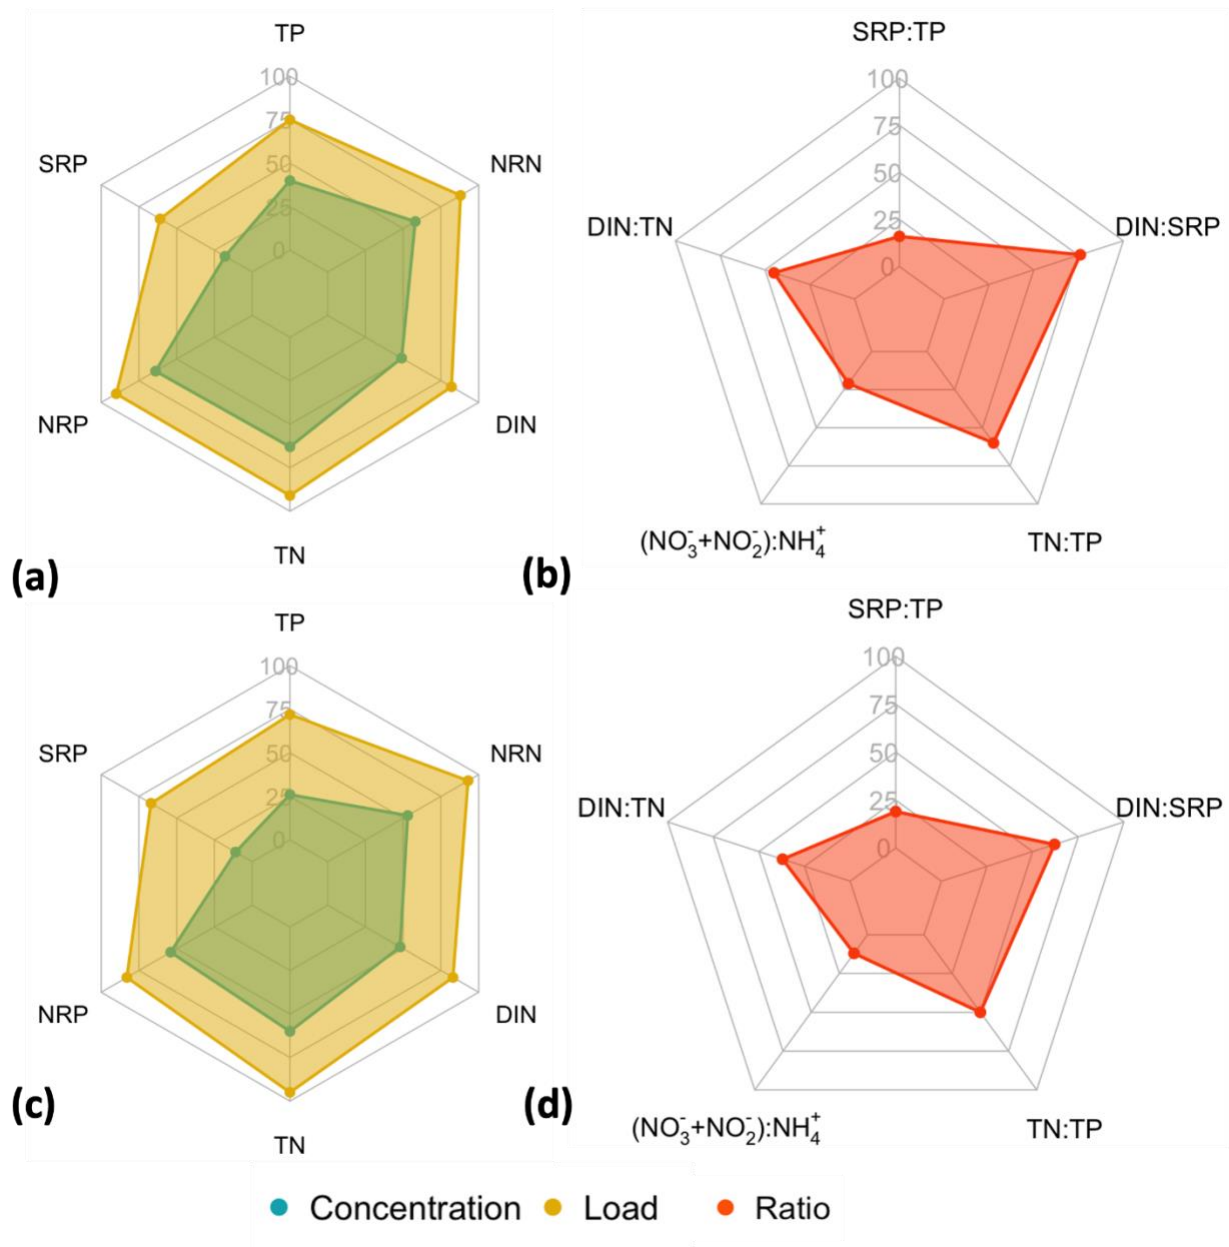 TP
100
75
50
25
0
SRP
NRN
NRP
DIN
TN
(a)
SRP:TP
100
75
50
25
0
DIN:TN
DIN:SRP
(NO₃⁻+NO₂⁻):NH₄⁺
TN:TP
(b)
TP
100
75
50
25
0
SRP
NRN
NRP
DIN
TN
(c)
SRP:TP
100
75
50
25
0
DIN:TN
DIN:SRP
(NO₃⁻+NO₂⁻):NH₄⁺
TN:TP
(d)
Concentration Load Ratio